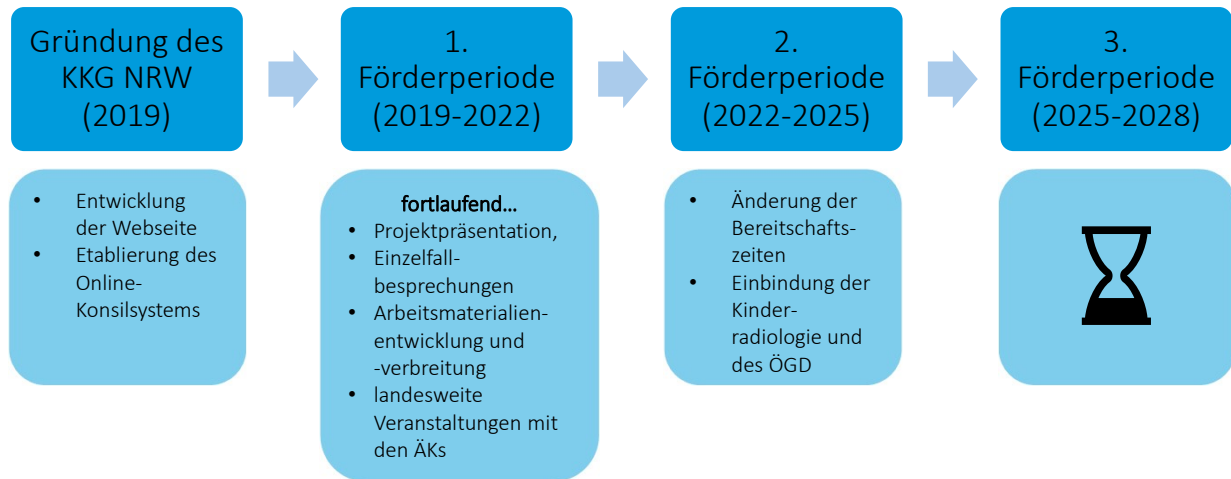 Gründung des
KKG NRW
(2019)
1.
Förderperiode
(2019-2022)
2.
Förderperiode
(2022-2025)
3.
Förderperiode
(2025-2028)
• Entwicklung
der Webseite
• Etablierung des
Online-
Konsilsystems
fortlaufend...
• Projektpräsentation,
• Einzelfall-
besprechungen
• Arbeitsmaterialien-
entwicklung und
-verbreitung
• landesweite
Veranstaltungen mit
den ÄKs
• Änderung der
Bereitschafts-
zeiten
• Einbindung der
Kinder-
radiologie und
des ÖGD